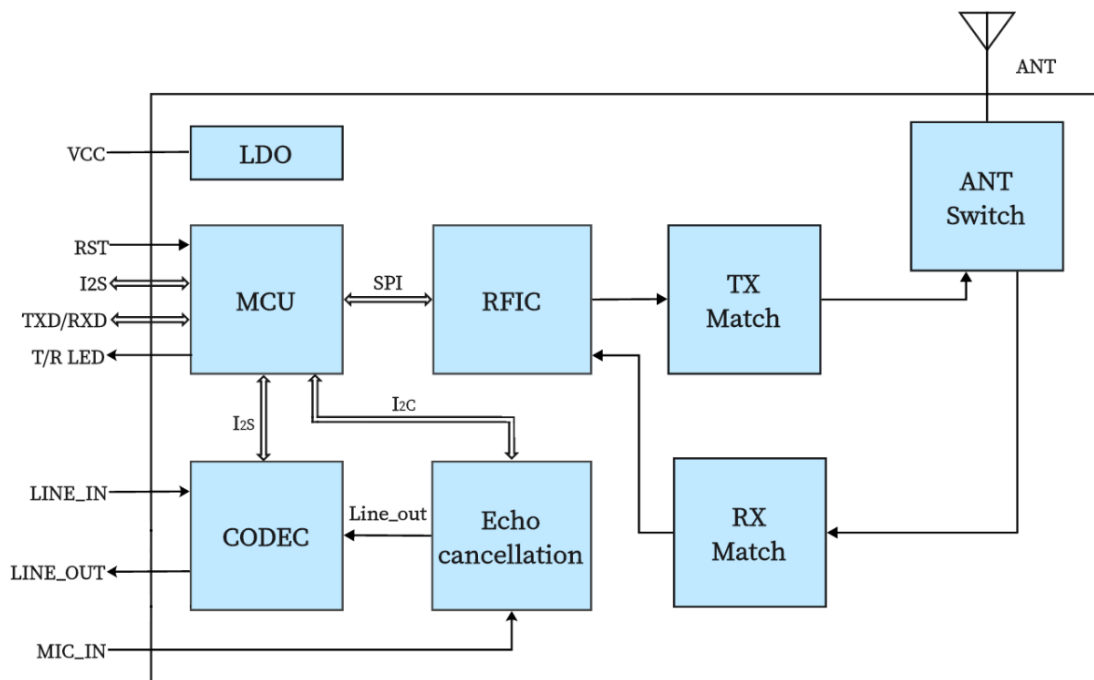 ANT
VCC
LDO
ANT
Switch
RST
I2S
TXD/RXD
T/R LED
MCU
SPI
RFIC
TX
Match
I2S
I2C
LINE_IN
LINE_OUT
CODEC
Line_out
Echo
cancellation
RX
Match
MIC_IN